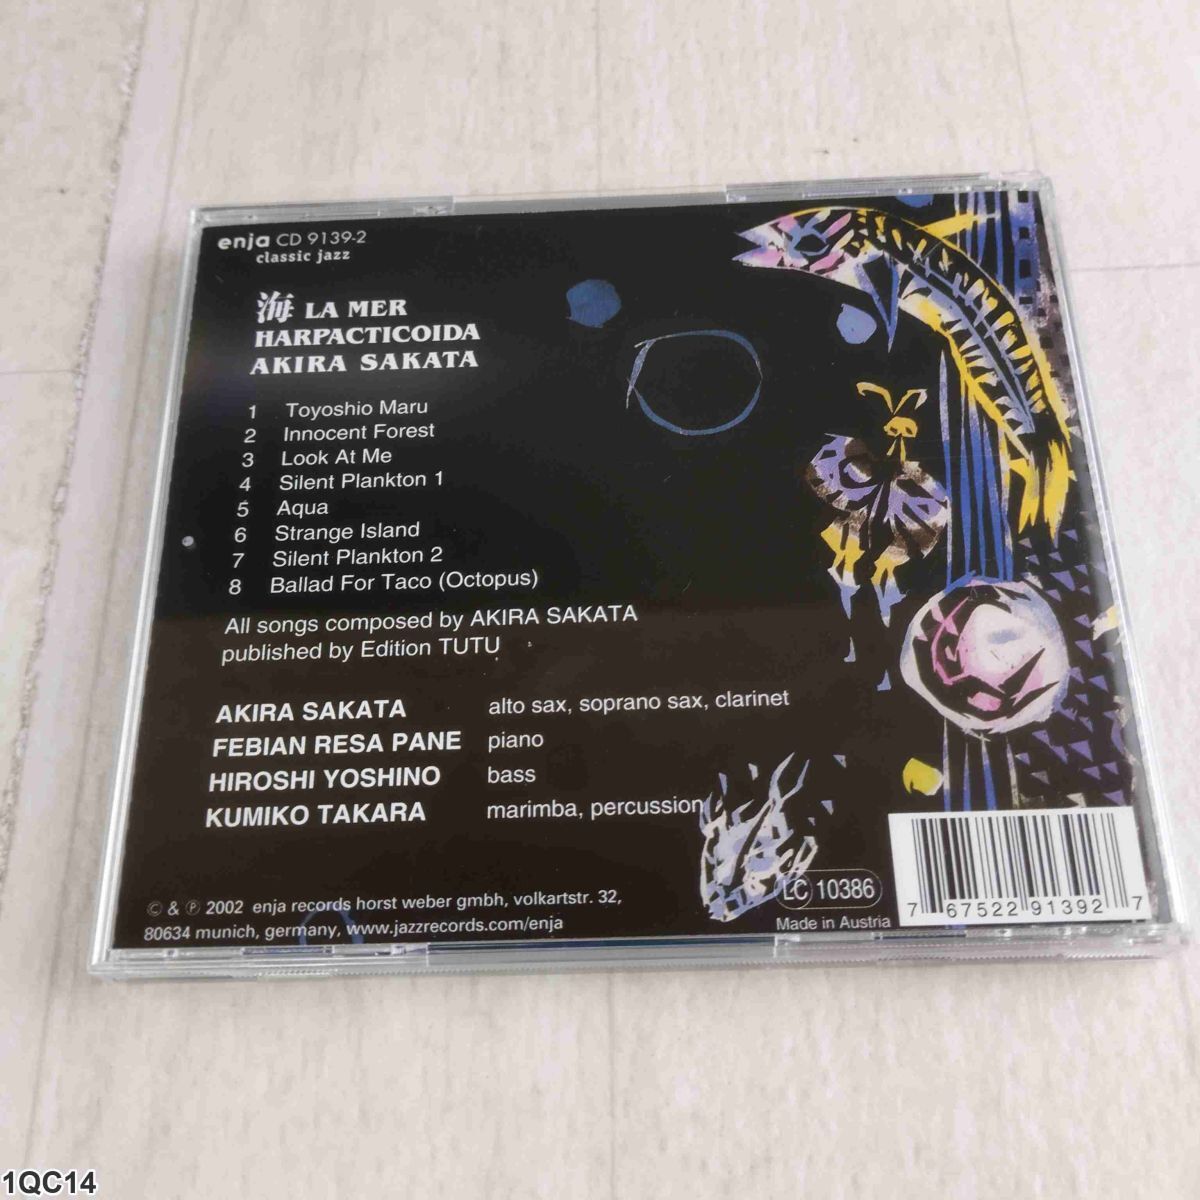 enja CD 9139-2
classic jazz
海 LA MER
HARPACTICOIDA
AKIRA SAKATA
1 Toyoshio Maru
2 Innocent Forest
3 Look At Me
4 Silent Plankton 1
5 Aqua
6 Strange Island
7 Silent Plankton 2
8 Ballad For Taco (Octopus)
All songs composed by AKIRA SAKATA
published by Edition TUTU
AKIRA SAKATA alto sax, soprano sax, clarinet
FEBIAN RESA PANE piano
HIROSHI YOSHINO bass
KUMIKO TAKARA marimba, percussion
© & ℗ 2002 enja records horst weber gmbh, volkartstr. 32,
80634 munich, germany, www.jazzrecords.com/enja
LC 10386
Made in Austria
7 67522 91392 7
1QC14